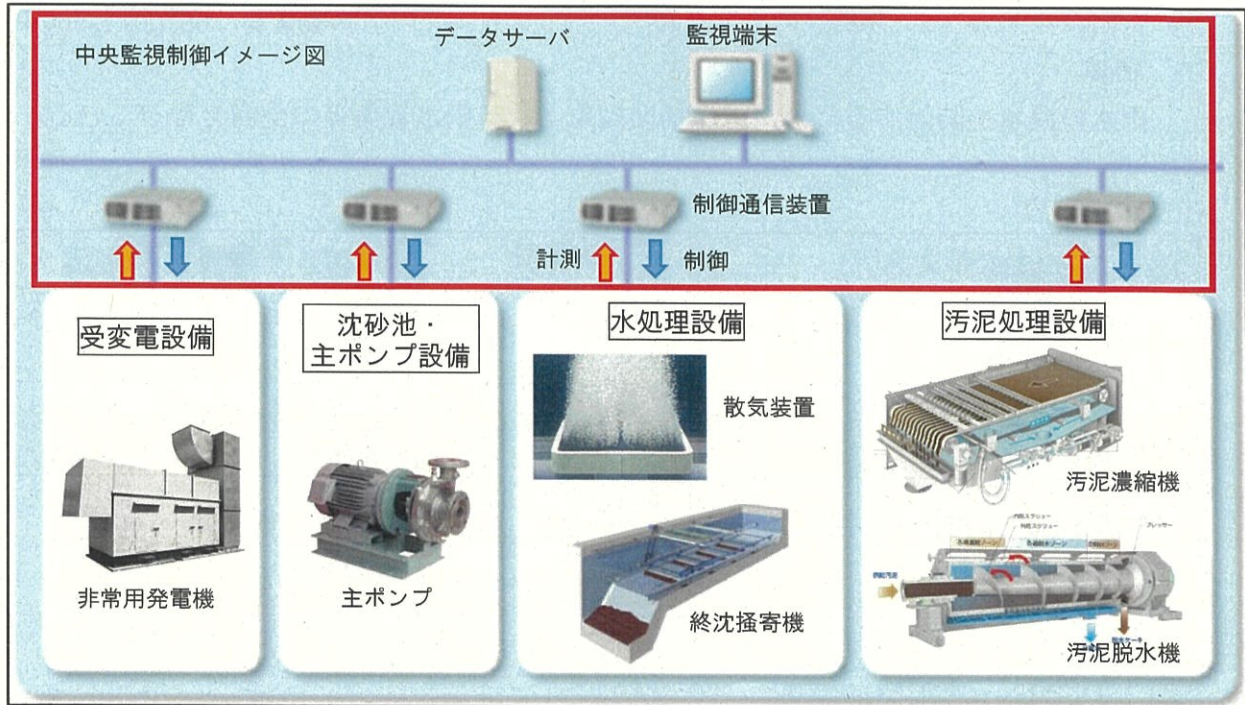 中央監視制御イメージ図
データサーバ
監視端末
制御通信装置
計測
制御
受変電設備
非常用発電機
沈砂池・
主ポンプ設備
主ポンプ
水処理設備
散気装置
終沈掻寄機
汚泥処理設備
汚泥濃縮機
供給汚泥
汚泥脱水機